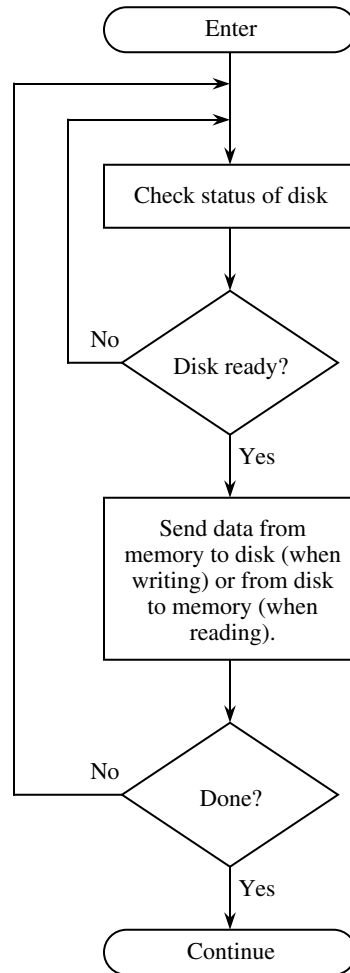 Enter
Check status of disk
No
Disk ready?
Yes
Send data from
memory to disk (when
writing) or from disk
to memory (when
reading).
No
Done?
Yes
Continue